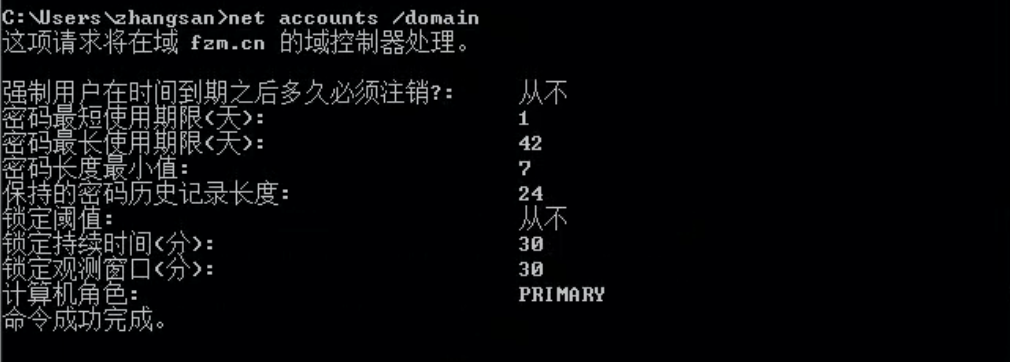 C:\Users\zhangsan>net accounts /domain
这项请求将在域 fzm.cn 的域控制器处理。
强制用户在时间到期之后多久必须注销?: 从不
密码最短使用期限(天): 1
密码最长使用期限(天): 42
密码长度最小值: 7
保持的密码历史记录长度: 24
锁定阈值: 从不
锁定持续时间(分): 30
锁定观测窗口(分): 30
计算机角色: PRIMARY
命令成功完成。